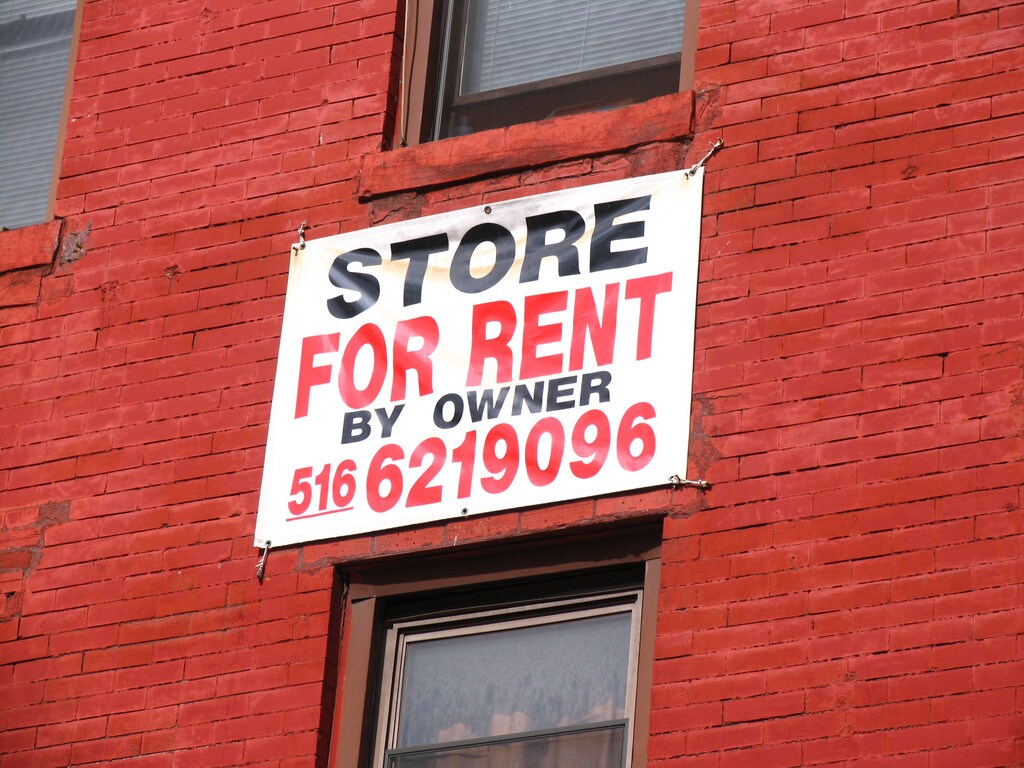 STORE
FOR RENT
BY OWNER
516 6219096